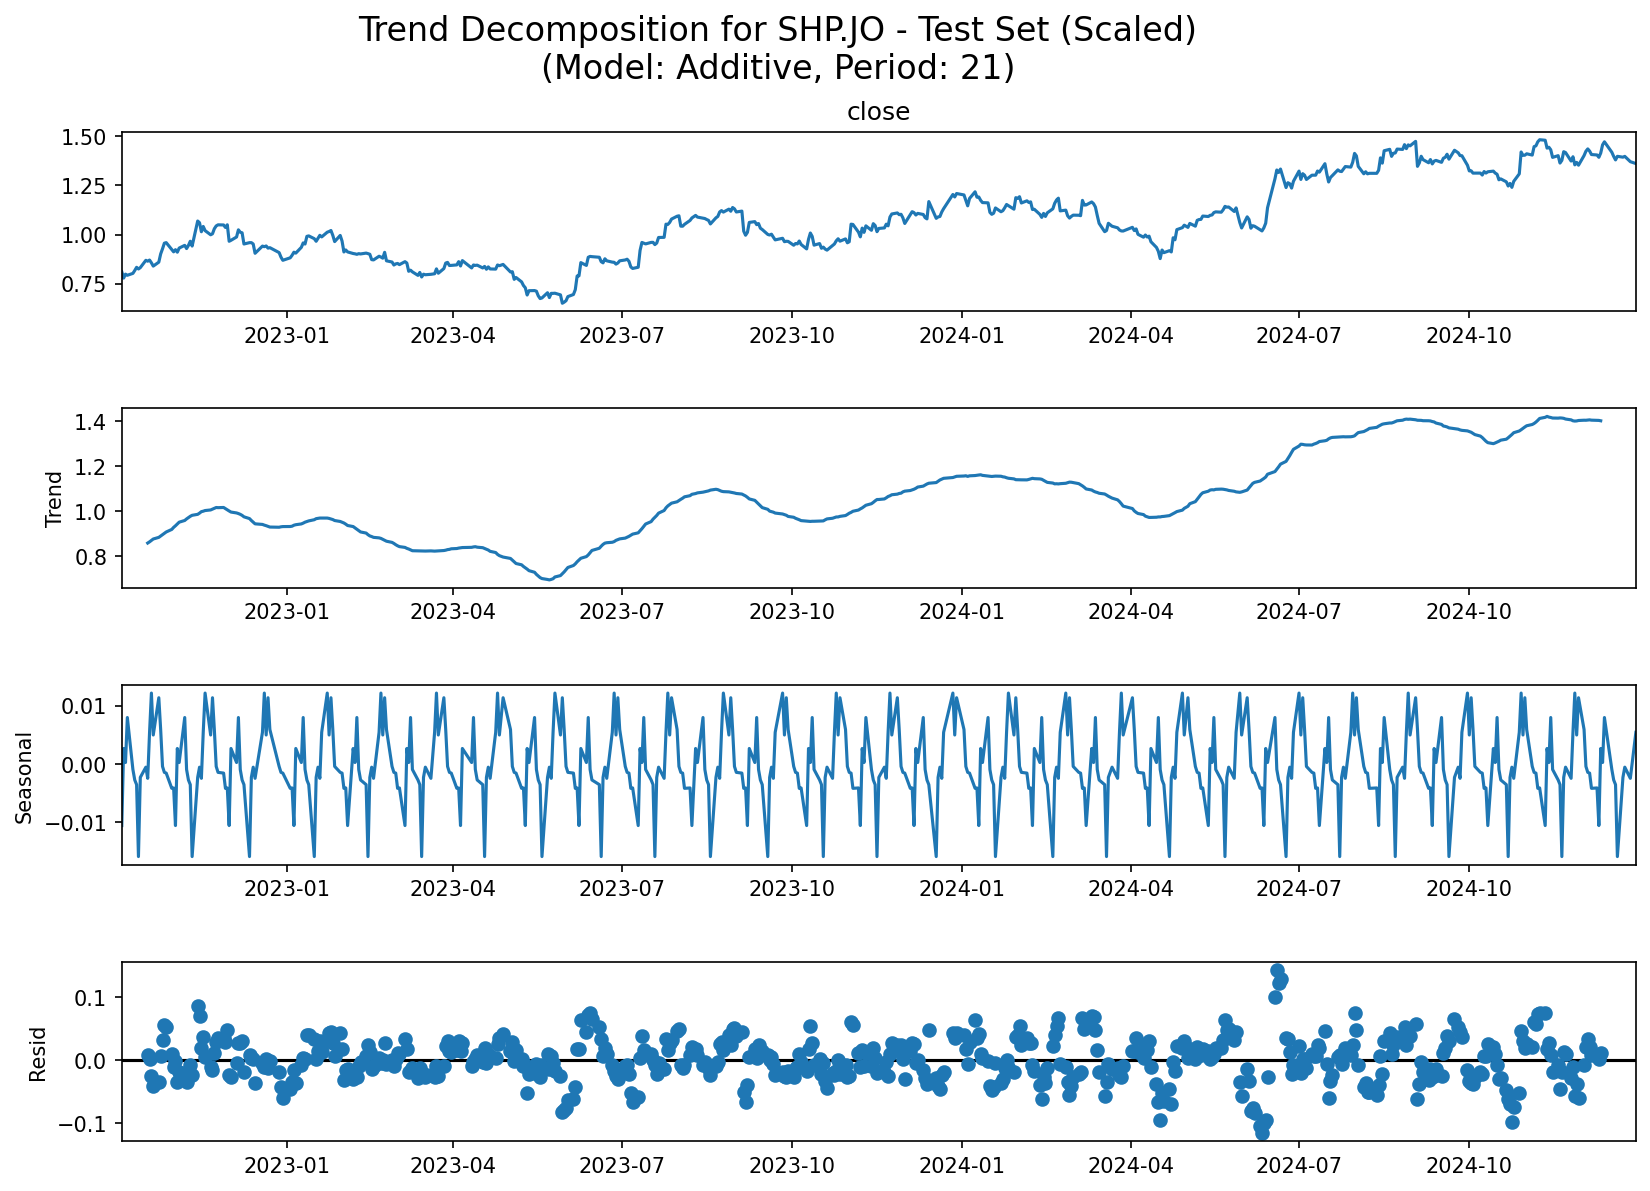 Trend Decomposition for SHP.JO - Test Set (Scaled)
(Model: Additive, Period: 21)
close
1.50
1.25
1.00
0.75
2023-01 2023-04 2023-07 2023-10 2024-01 2024-04 2024-07 2024-10
Trend
1.4
1.2
1.0
0.8
2023-01 2023-04 2023-07 2023-10 2024-01 2024-04 2024-07 2024-10
Seasonal
0.01
0.00
−0.01
2023-01 2023-04 2023-07 2023-10 2024-01 2024-04 2024-07 2024-10
Resid
0.1
0.0
−0.1
2023-01 2023-04 2023-07 2023-10 2024-01 2024-04 2024-07 2024-10